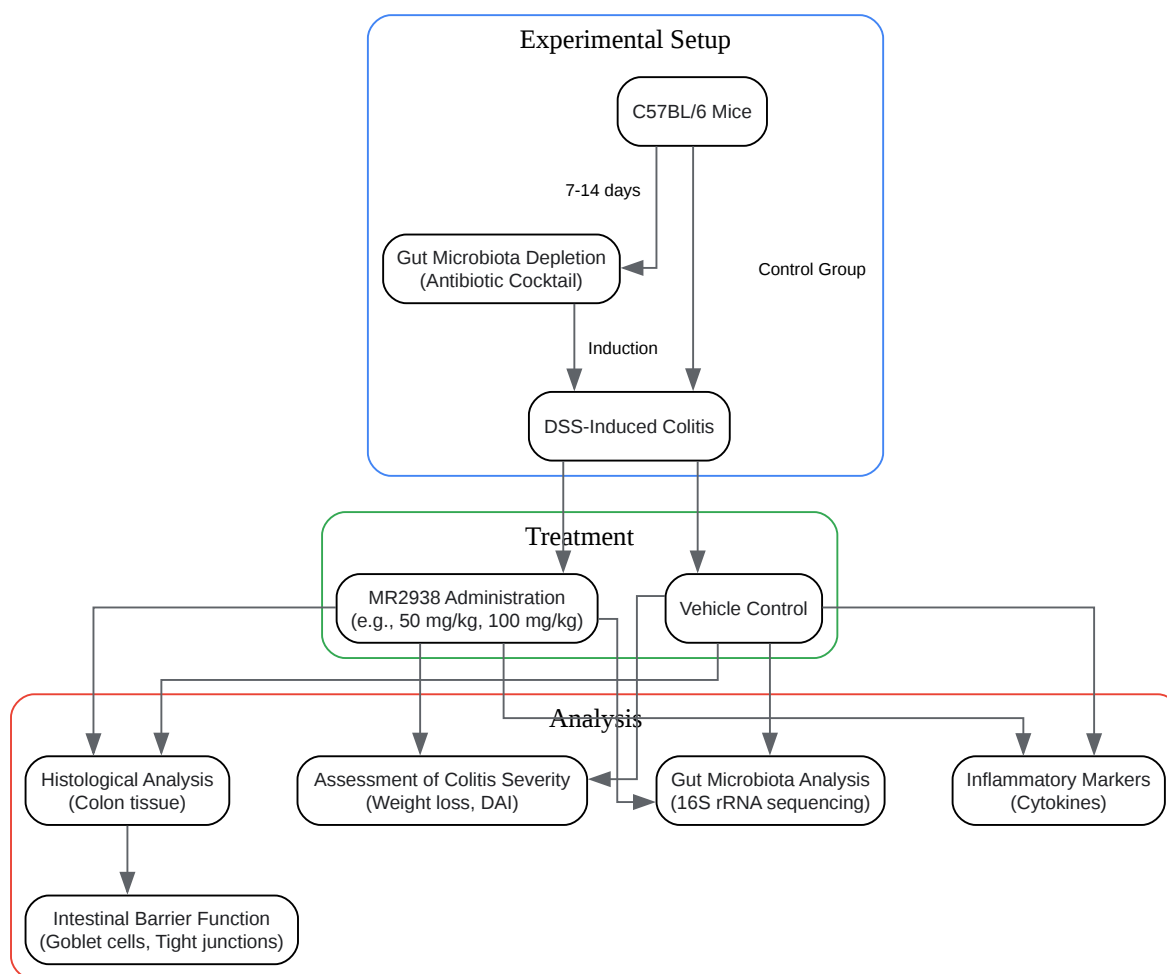 Experimental Setup
C57BL/6 Mice
7-14 days
Gut Microbiota Depletion
(Antibiotic Cocktail)
Control Group
Induction
DSS-Induced Colitis
Treatment
MR2938 Administration
(e.g., 50 mg/kg, 100 mg/kg)
Vehicle Control
Analysis
Histological Analysis
(Colon tissue)
Assessment of Colitis Severity
(Weight loss, DAI)
Gut Microbiota Analysis
(16S rRNA sequencing)
Inflammatory Markers
(Cytokines)
Intestinal Barrier Function
(Goblet cells, Tight junctions)